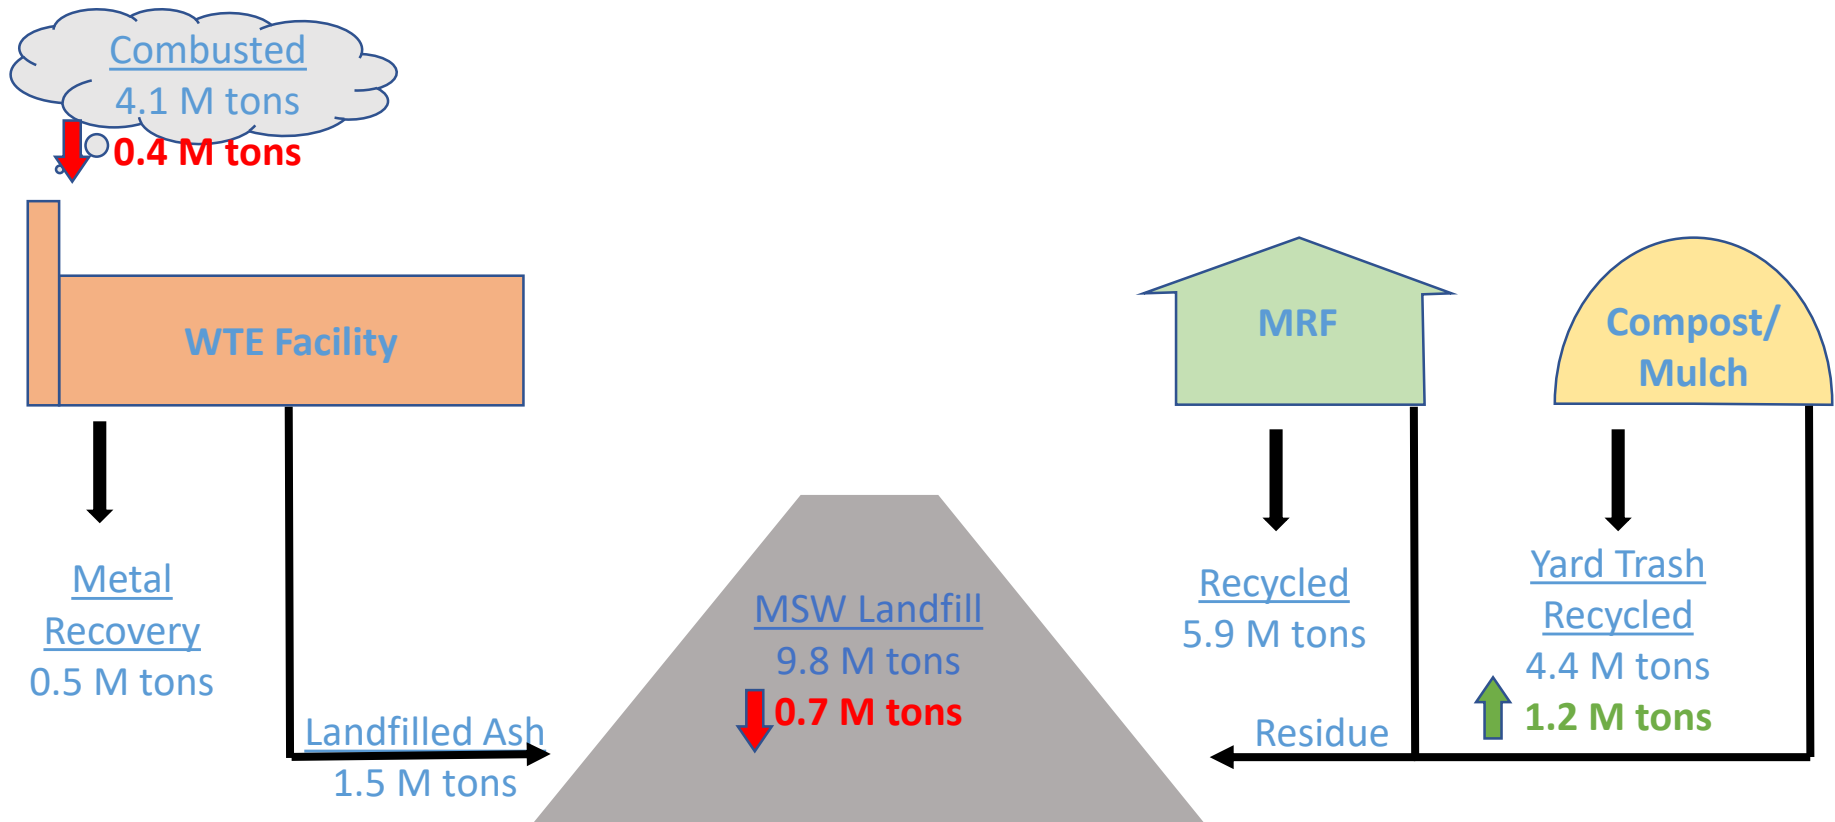 Combusted
4.1 M tons
0.4 M tons
WTE Facility
Metal
Recovery
0.5 M tons
Landfilled Ash
1.5 M tons
MSW Landfill
9.8 M tons
0.7 M tons
MRF
Recycled
5.9 M tons
Residue
Compost/
Mulch
Yard Trash
Recycled
4.4 M tons
1.2 M tons